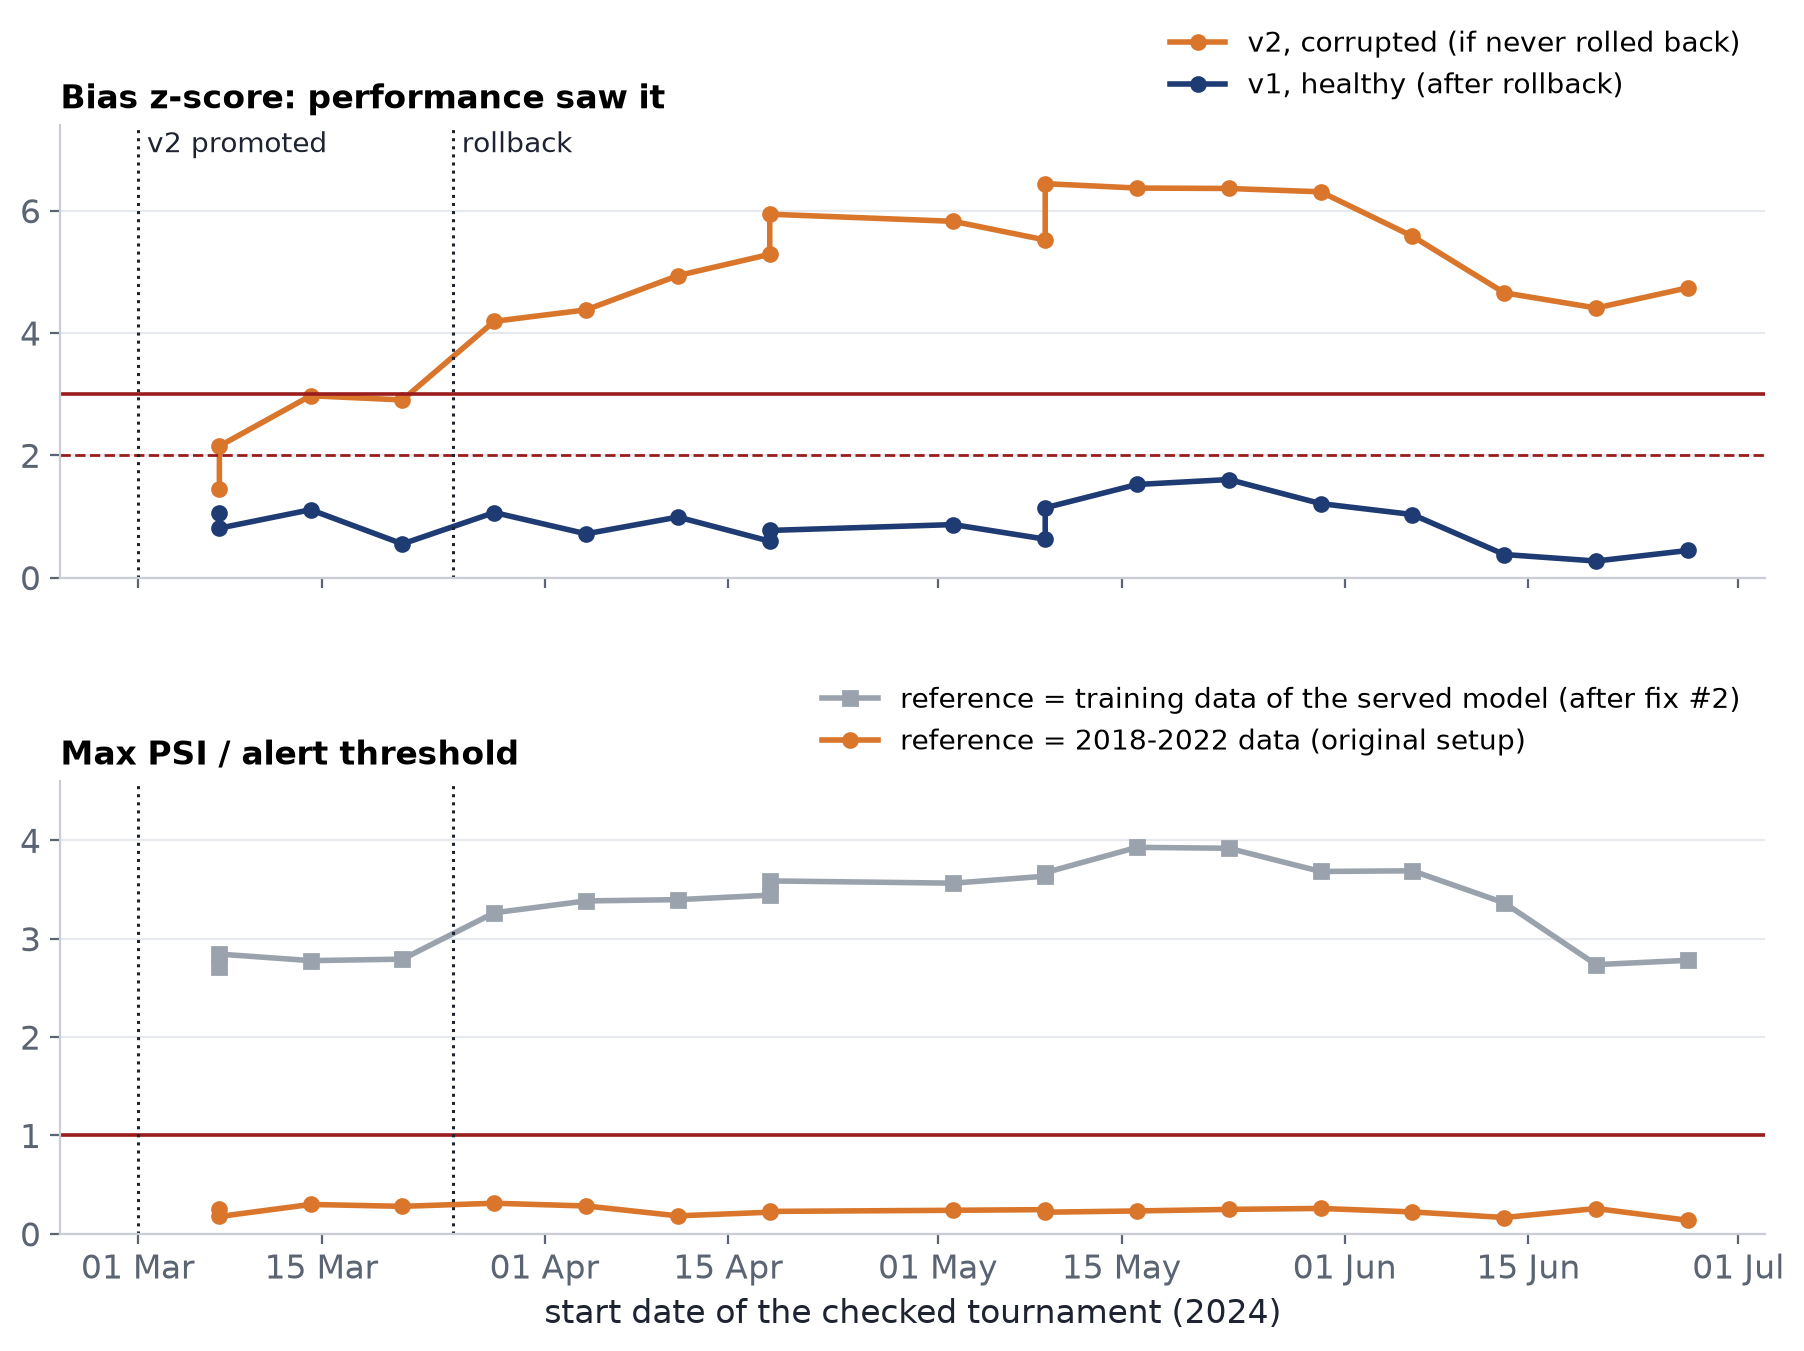 v2, corrupted (if never rolled back)
v1, healthy (after rollback)
Bias z-score: performance saw it
v2 promoted
rollback
6
4
2
0
reference = training data of the served model (after fix #2)
reference = 2018-2022 data (original setup)
Max PSI / alert threshold
4
3
2
1
0
01 Mar 15 Mar 01 Apr 15 Apr 01 May 15 May 01 Jun 15 Jun 01 Jul
start date of the checked tournament (2024)